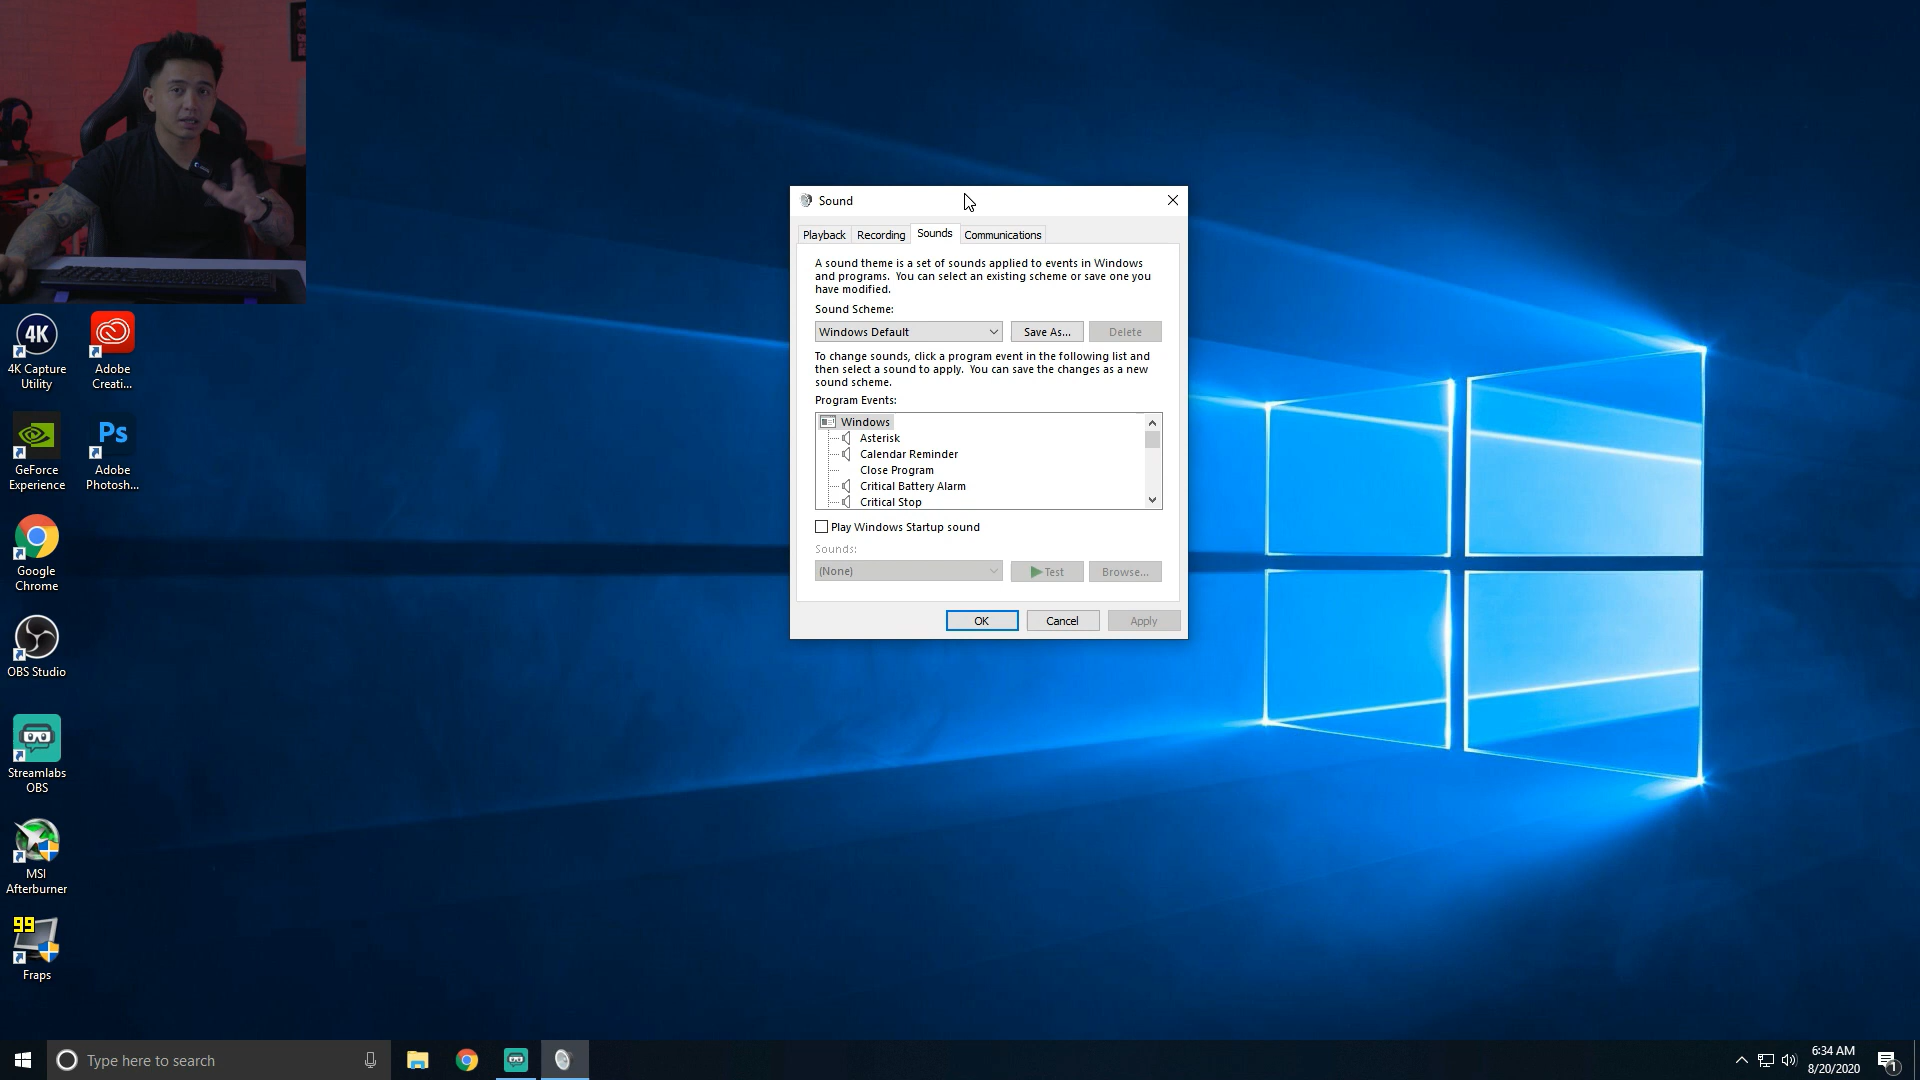 Sound
Playback
Recording
Sounds
Communications
A sound theme is a set of sounds applied to events in Windows
and programs.  You can select an existing scheme or save one you
have modified.
Sound Scheme:
Windows Default
Save As...
Delete
To change sounds, click a program event in the following list and
then select a sound to apply.  You can save the changes as a new
sound scheme.
Program Events:
Windows
Asterisk
Calendar Reminder
Close Program
Critical Battery Alarm
Critical Stop
Play Windows Startup sound
Sounds:
(None)
Test
Browse...
OK
Cancel
Apply
4K
4K Capture
Utility
Adobe
Creati...
GeForce
Experience
Ps
Adobe
Photosh...
Google
Chrome
OBS Studio
Streamlabs
OBS
MSI
Afterburner
99
Fraps
Type here to search
6:34 AM
8/20/2020
1